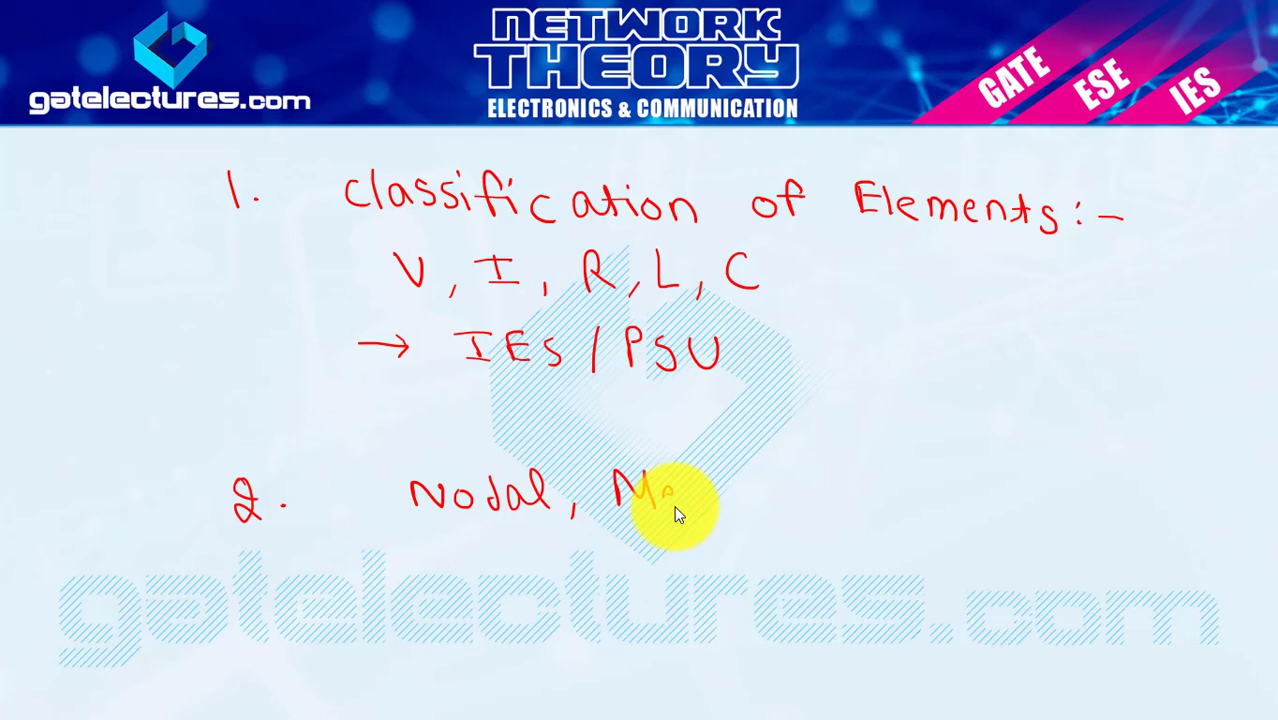 gatelectures.com
NETWORK
THEORY
ELECTRONICS & COMMUNICATION
GATE
ESE
IES
1. Classification of Elements:-
V, I, R, L, C
→ IES / PSU
2. Nodal,
gatelectures.com